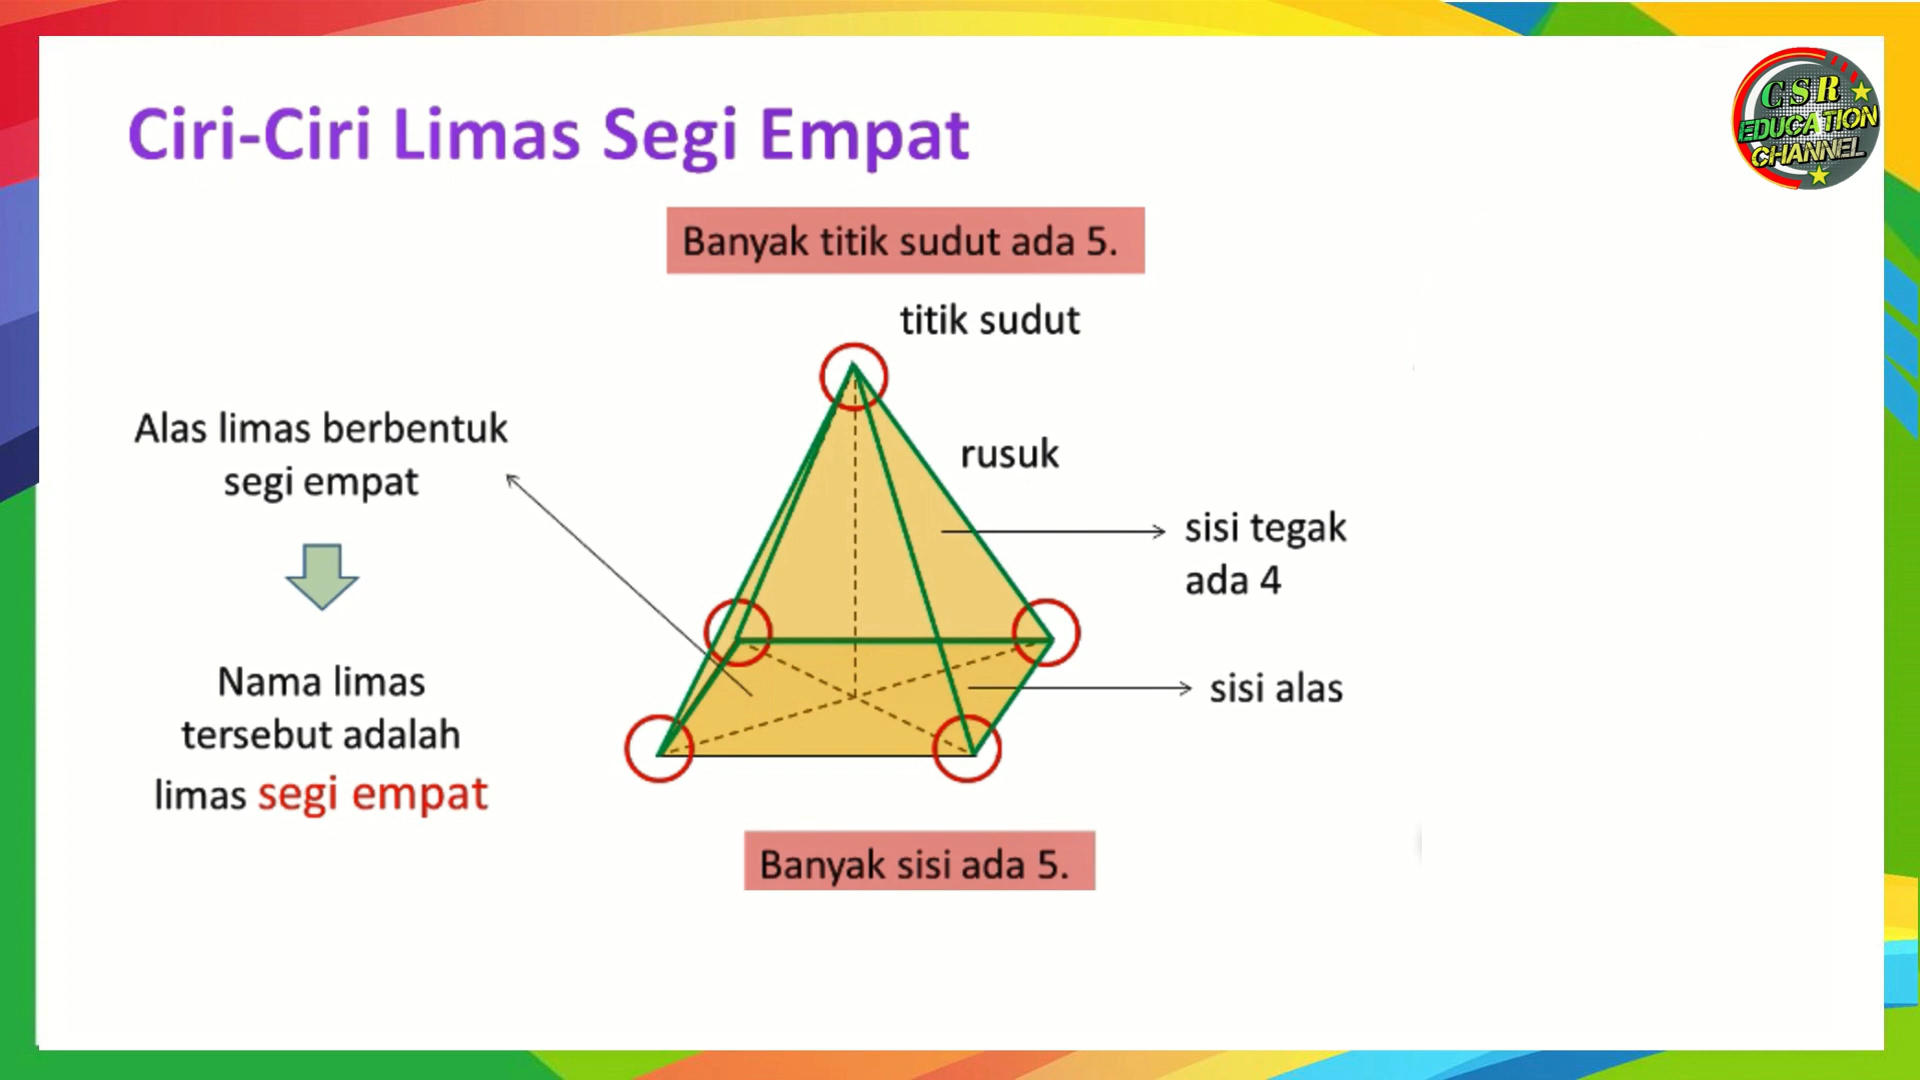 Ciri-Ciri Limas Segi Empat
CSR
EDUCATION
CHANNEL
Banyak titik sudut ada 5.
titik sudut
Alas limas berbentuk
segi empat
rusuk
sisi tegak
ada 4
Nama limas
tersebut adalah
limas segi empat
sisi alas
Banyak sisi ada 5.